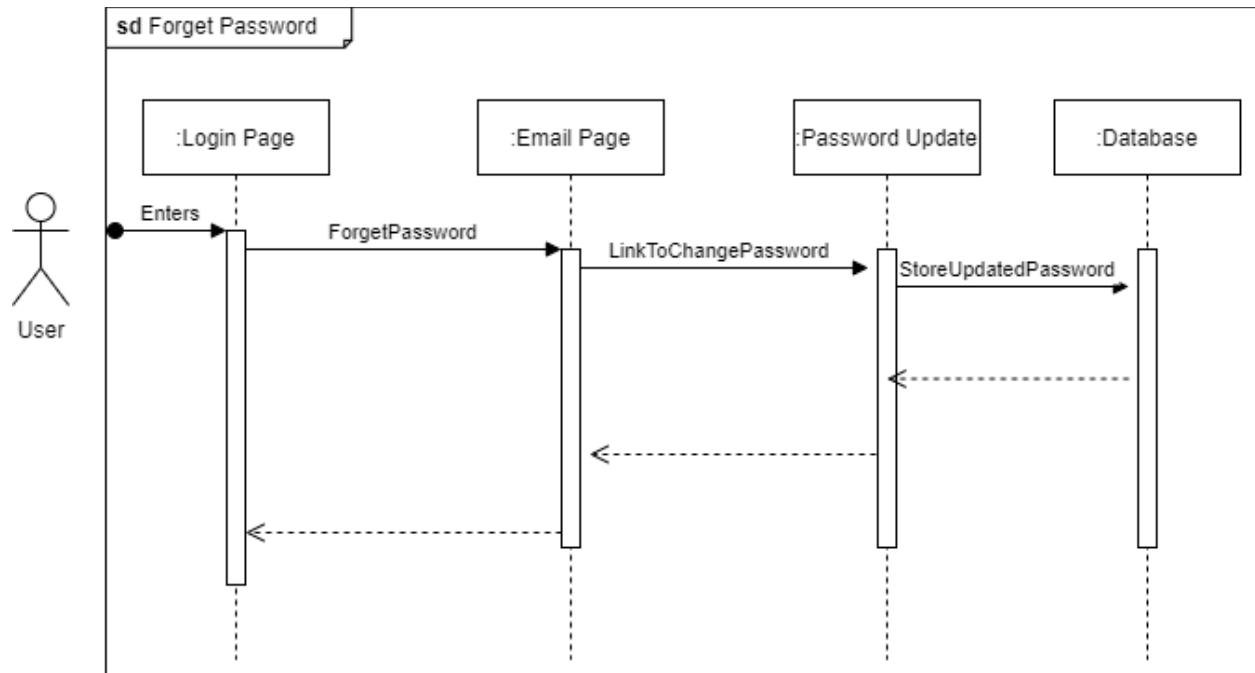 sd Forget Password
:Login Page
:Email Page
:Password Update
:Database
Enters
ForgetPassword
LinkToChangePassword
StoreUpdatedPassword
User